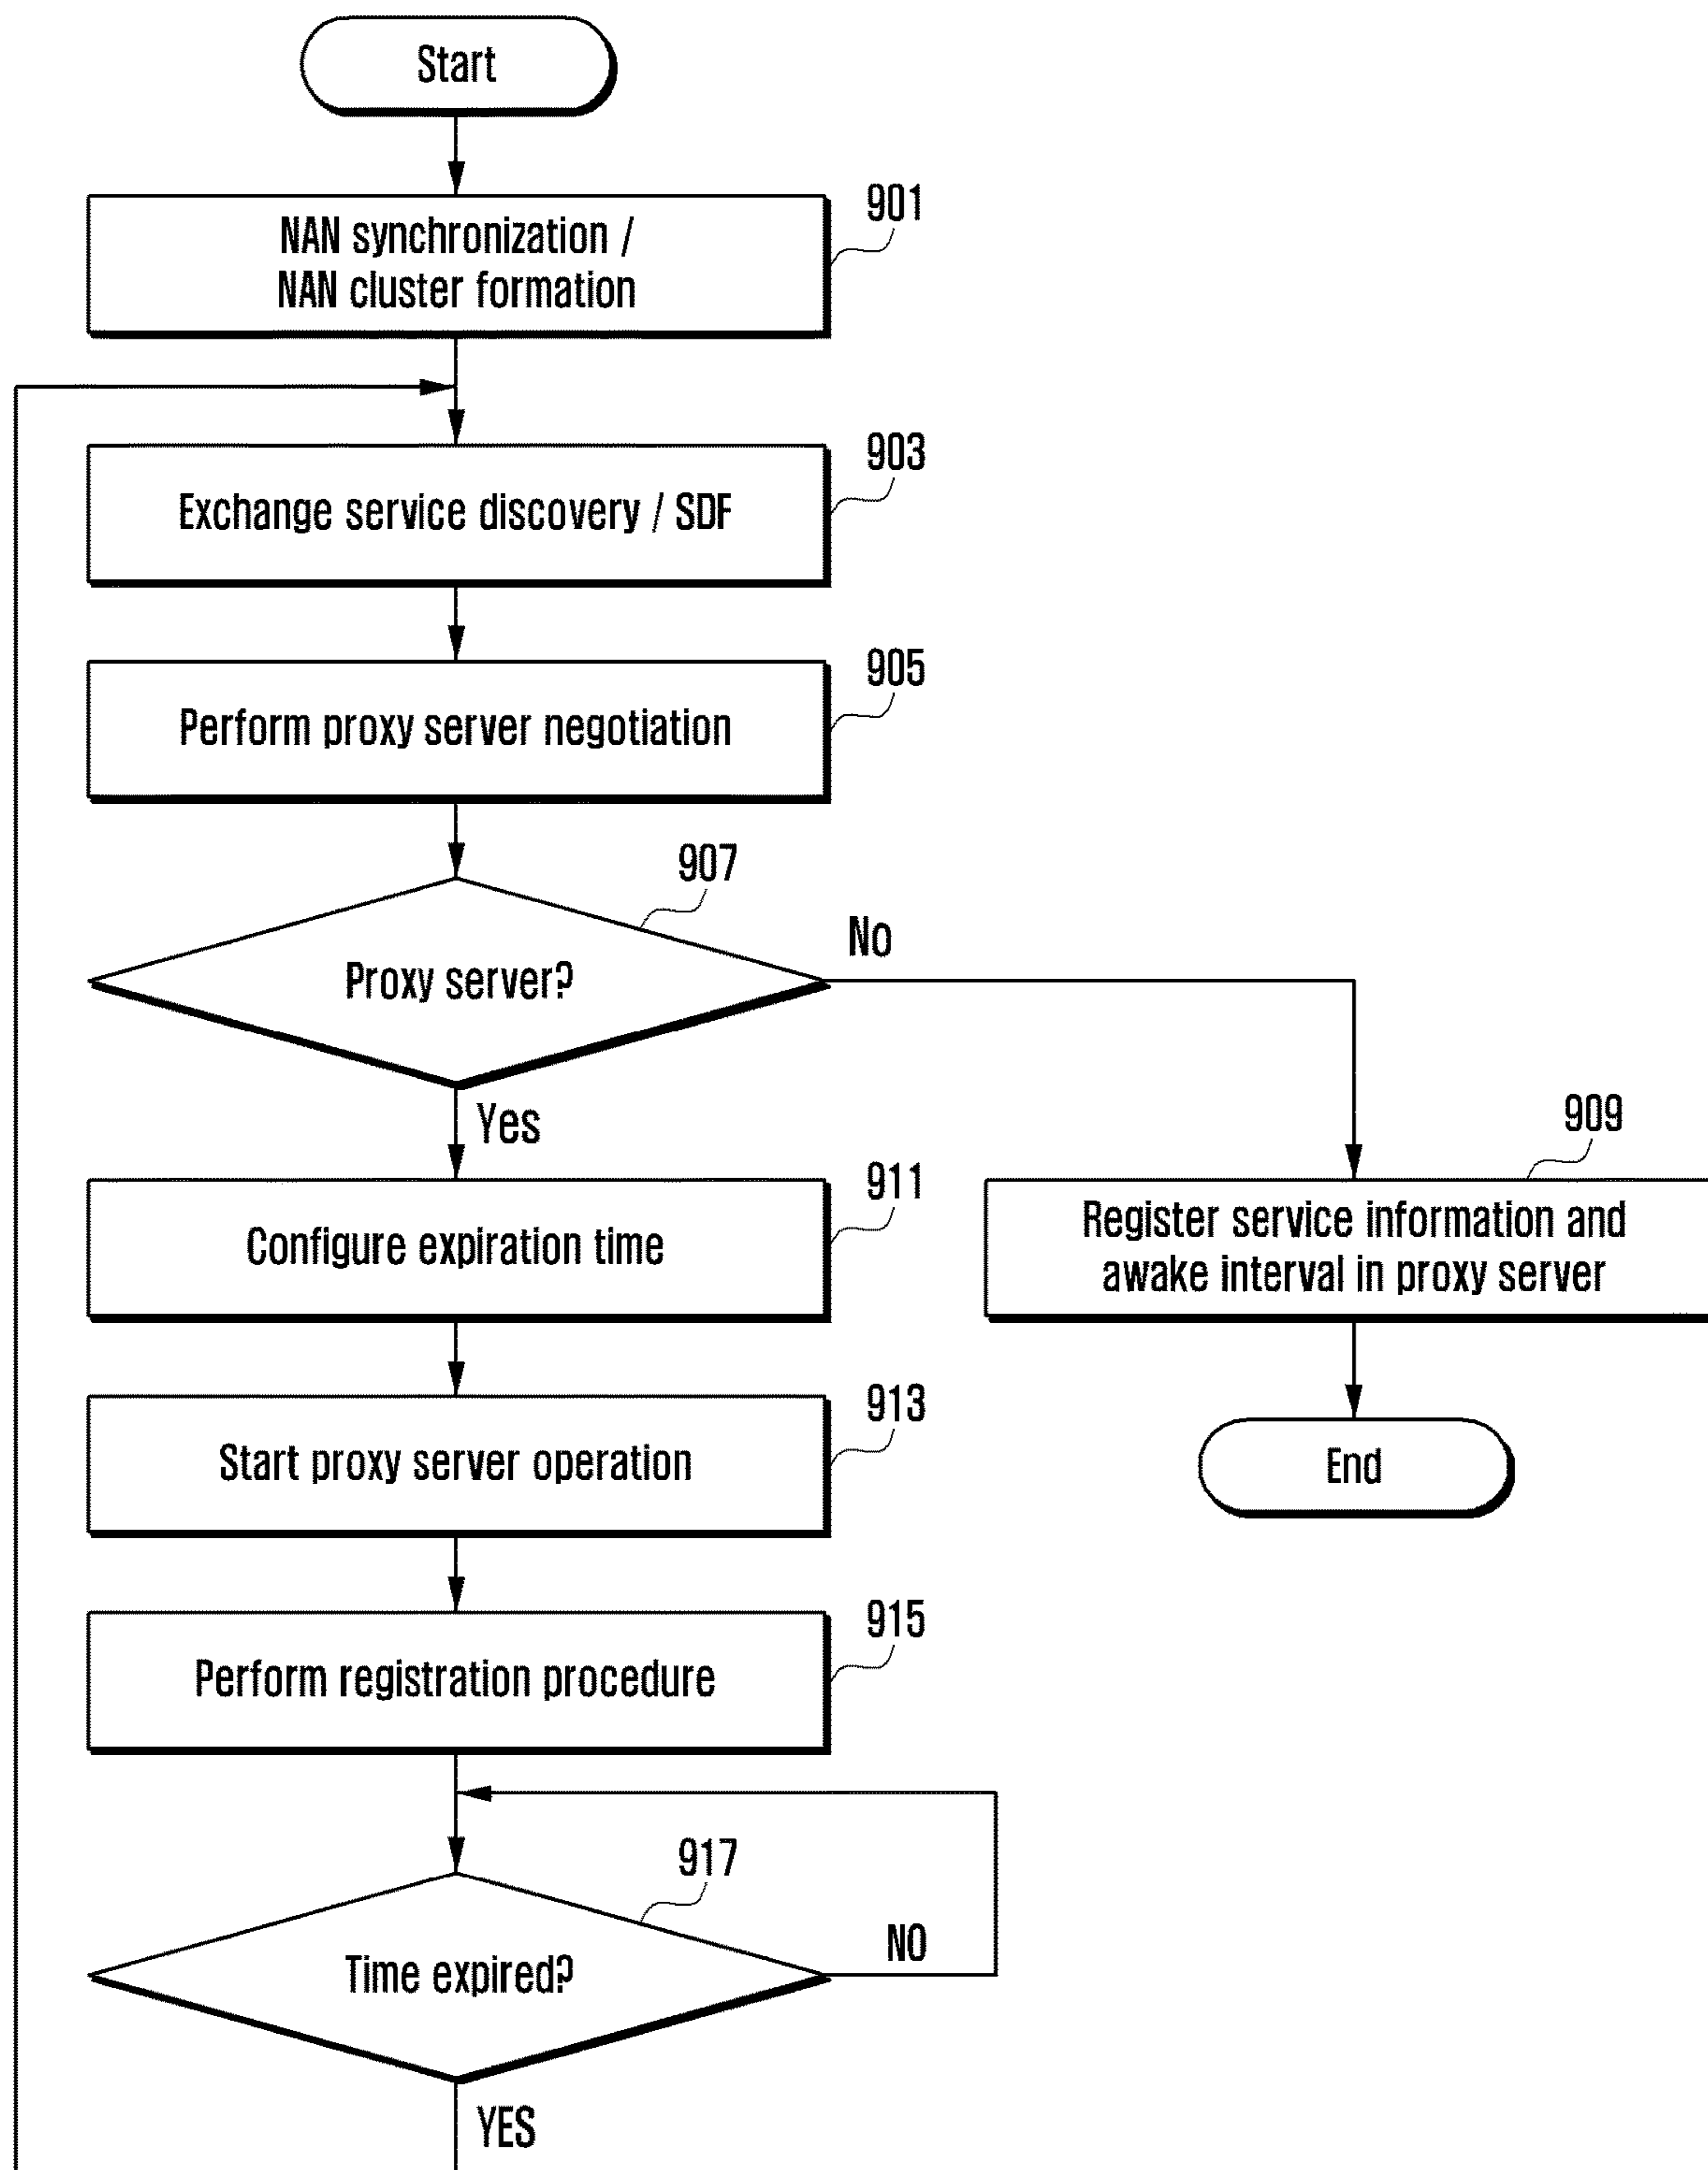 Start
901
NAN synchronization /
NAN cluster formation
903
Exchange service discovery / SDF
905
Perform proxy server negotiation
907
No
Proxy server?
Yes
909
911
Register service information and
awake interval in proxy server
Configure expiration time
913
Start proxy server operation
End
915
Perform registration procedure
917
NO
Time expired?
YES